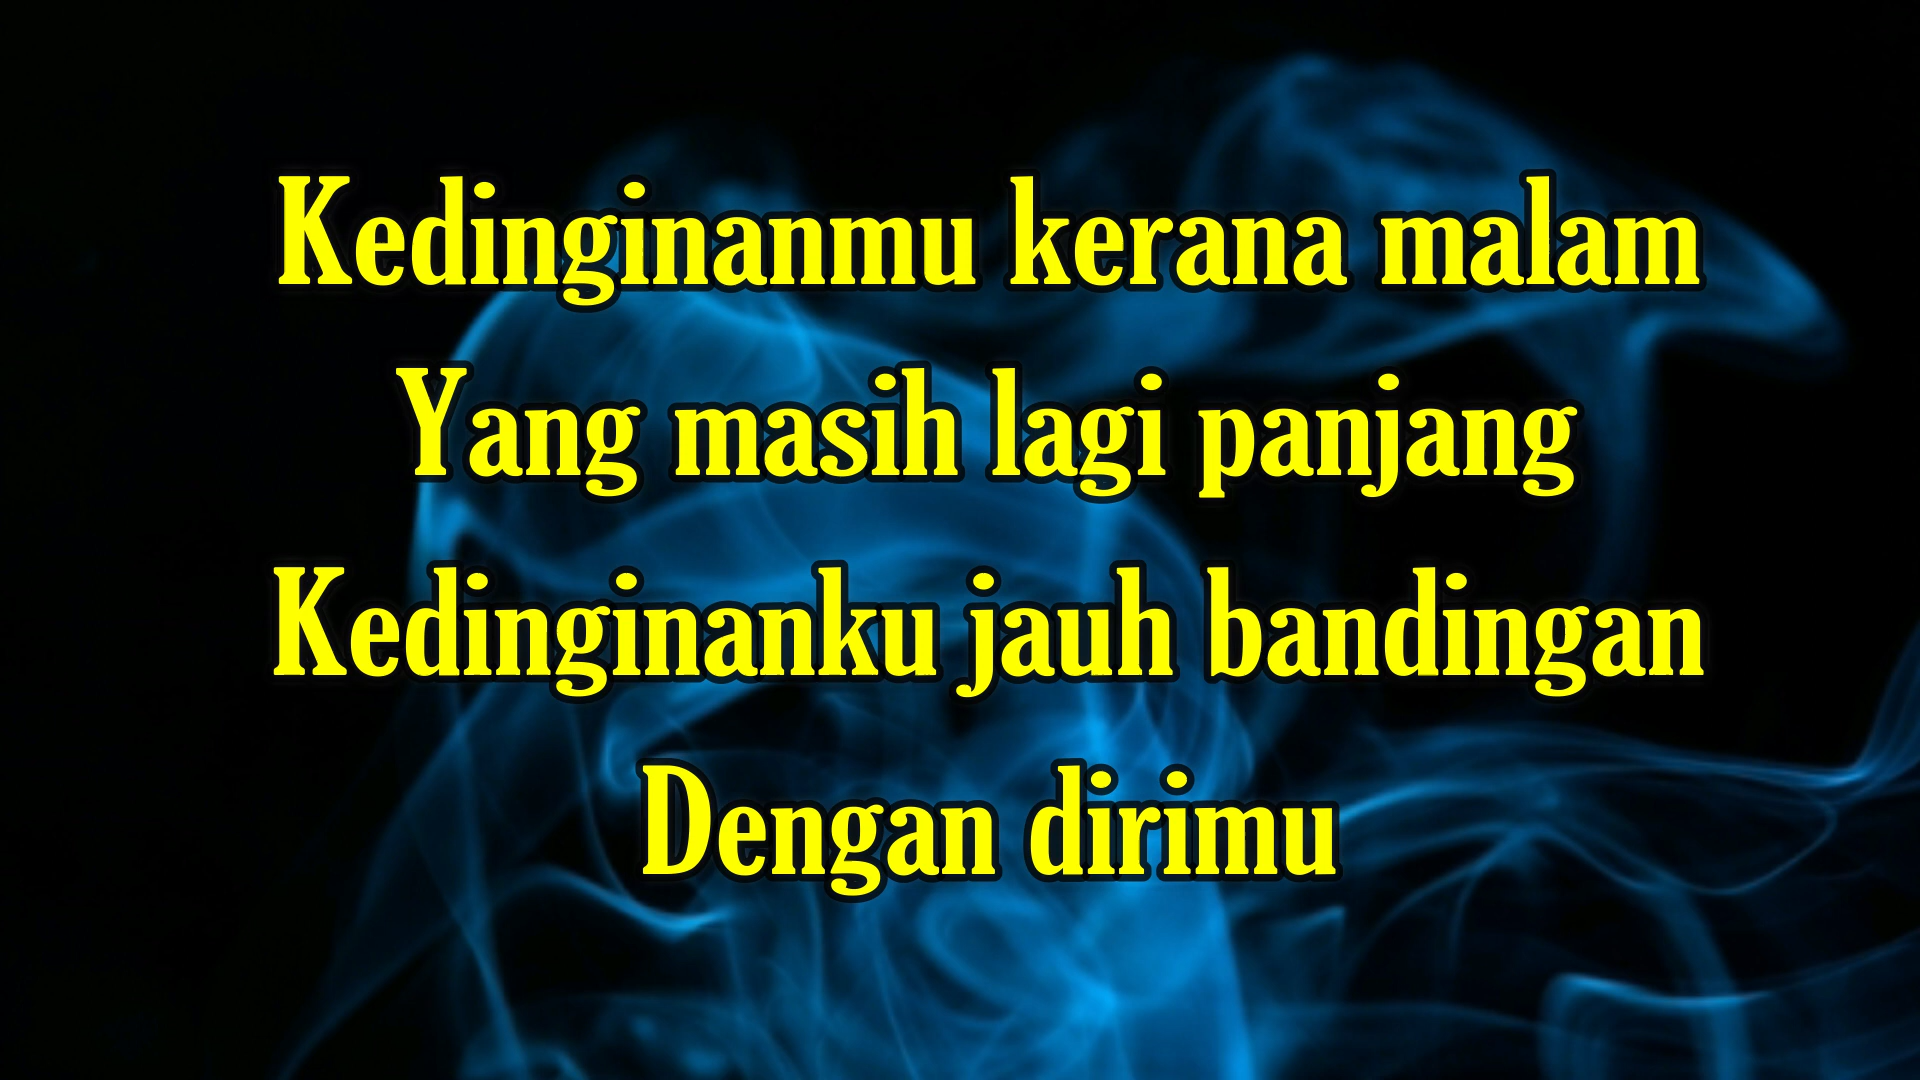 Kedinginanmu kerana malam
Yang masih lagi panjang
Kedinginanku jauh bandingan
Dengan dirimu